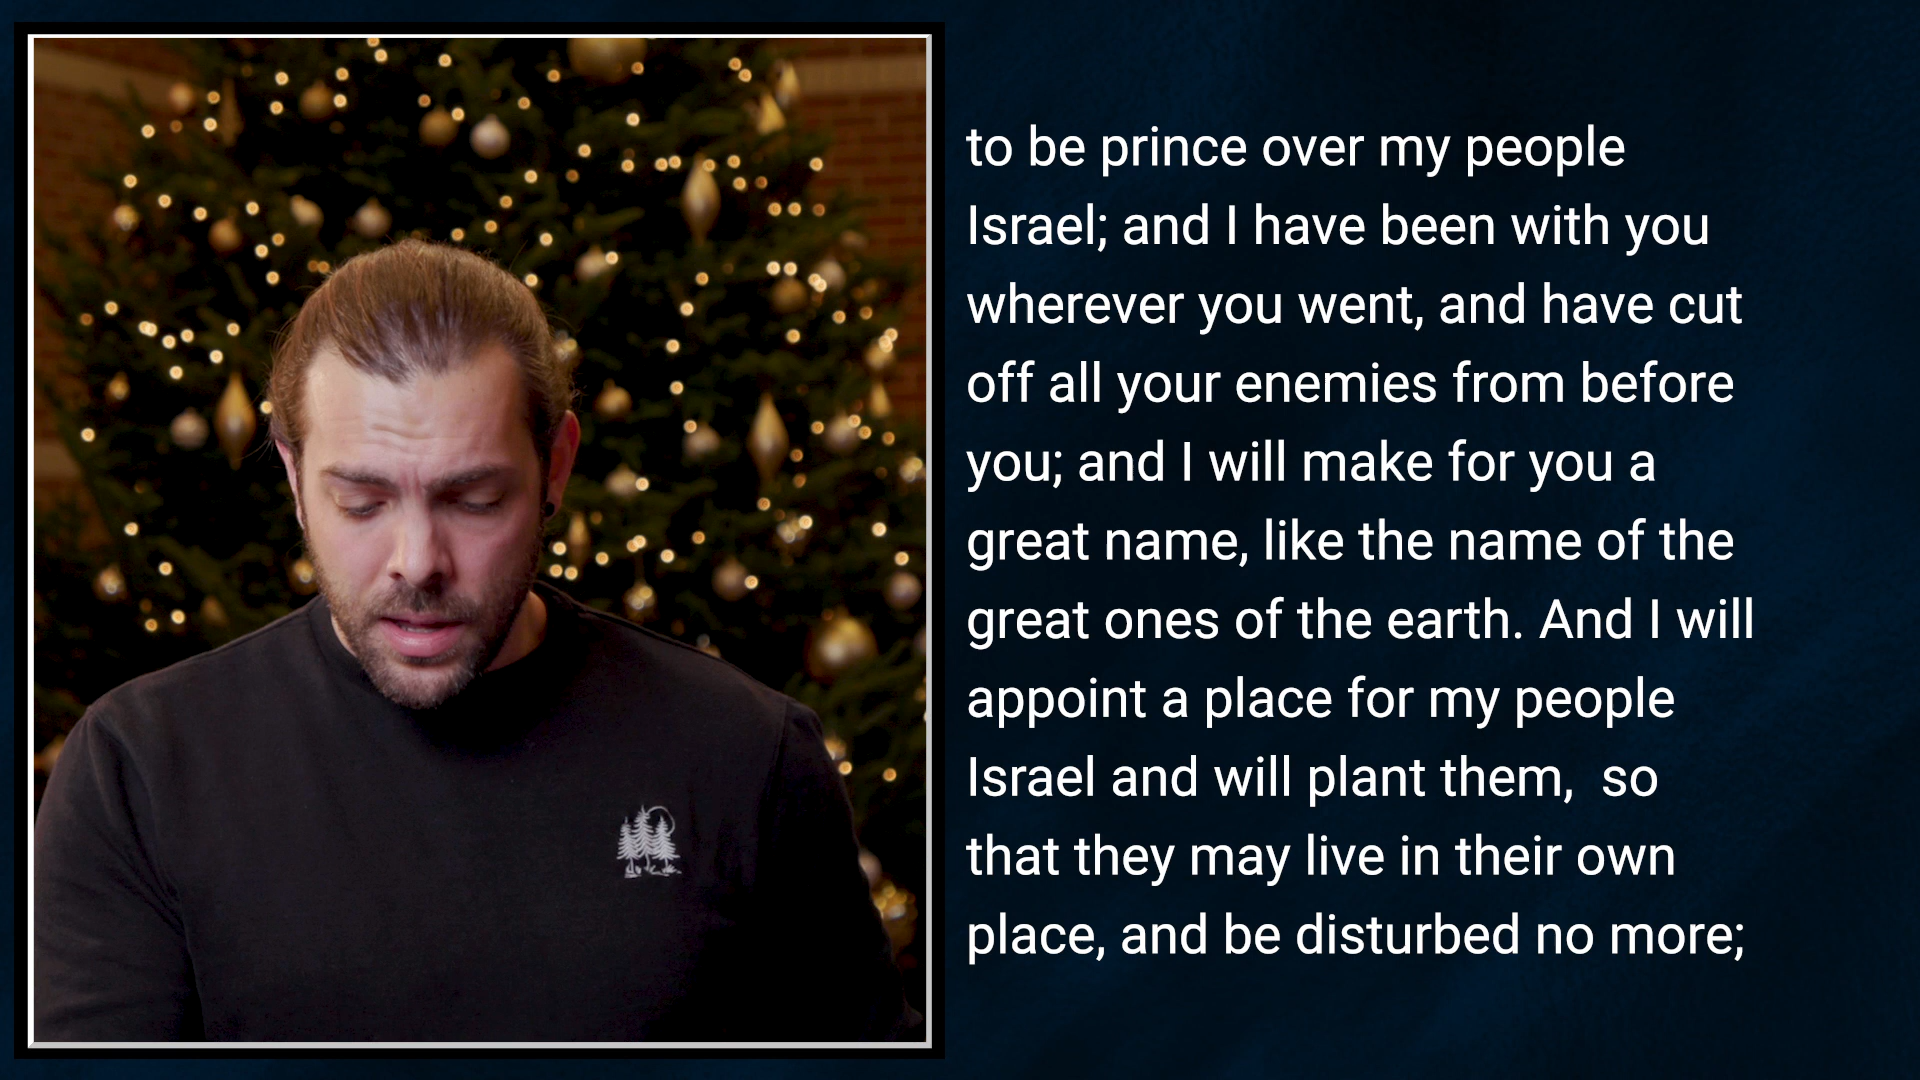 to be prince over my people
Israel; and I have been with you
wherever you went, and have cut
off all your enemies from before
you; and I will make for you a
great name, like the name of the
great ones of the earth. And I will
appoint a place for my people
Israel and will plant them,  so
that they may live in their own
place, and be disturbed no more;